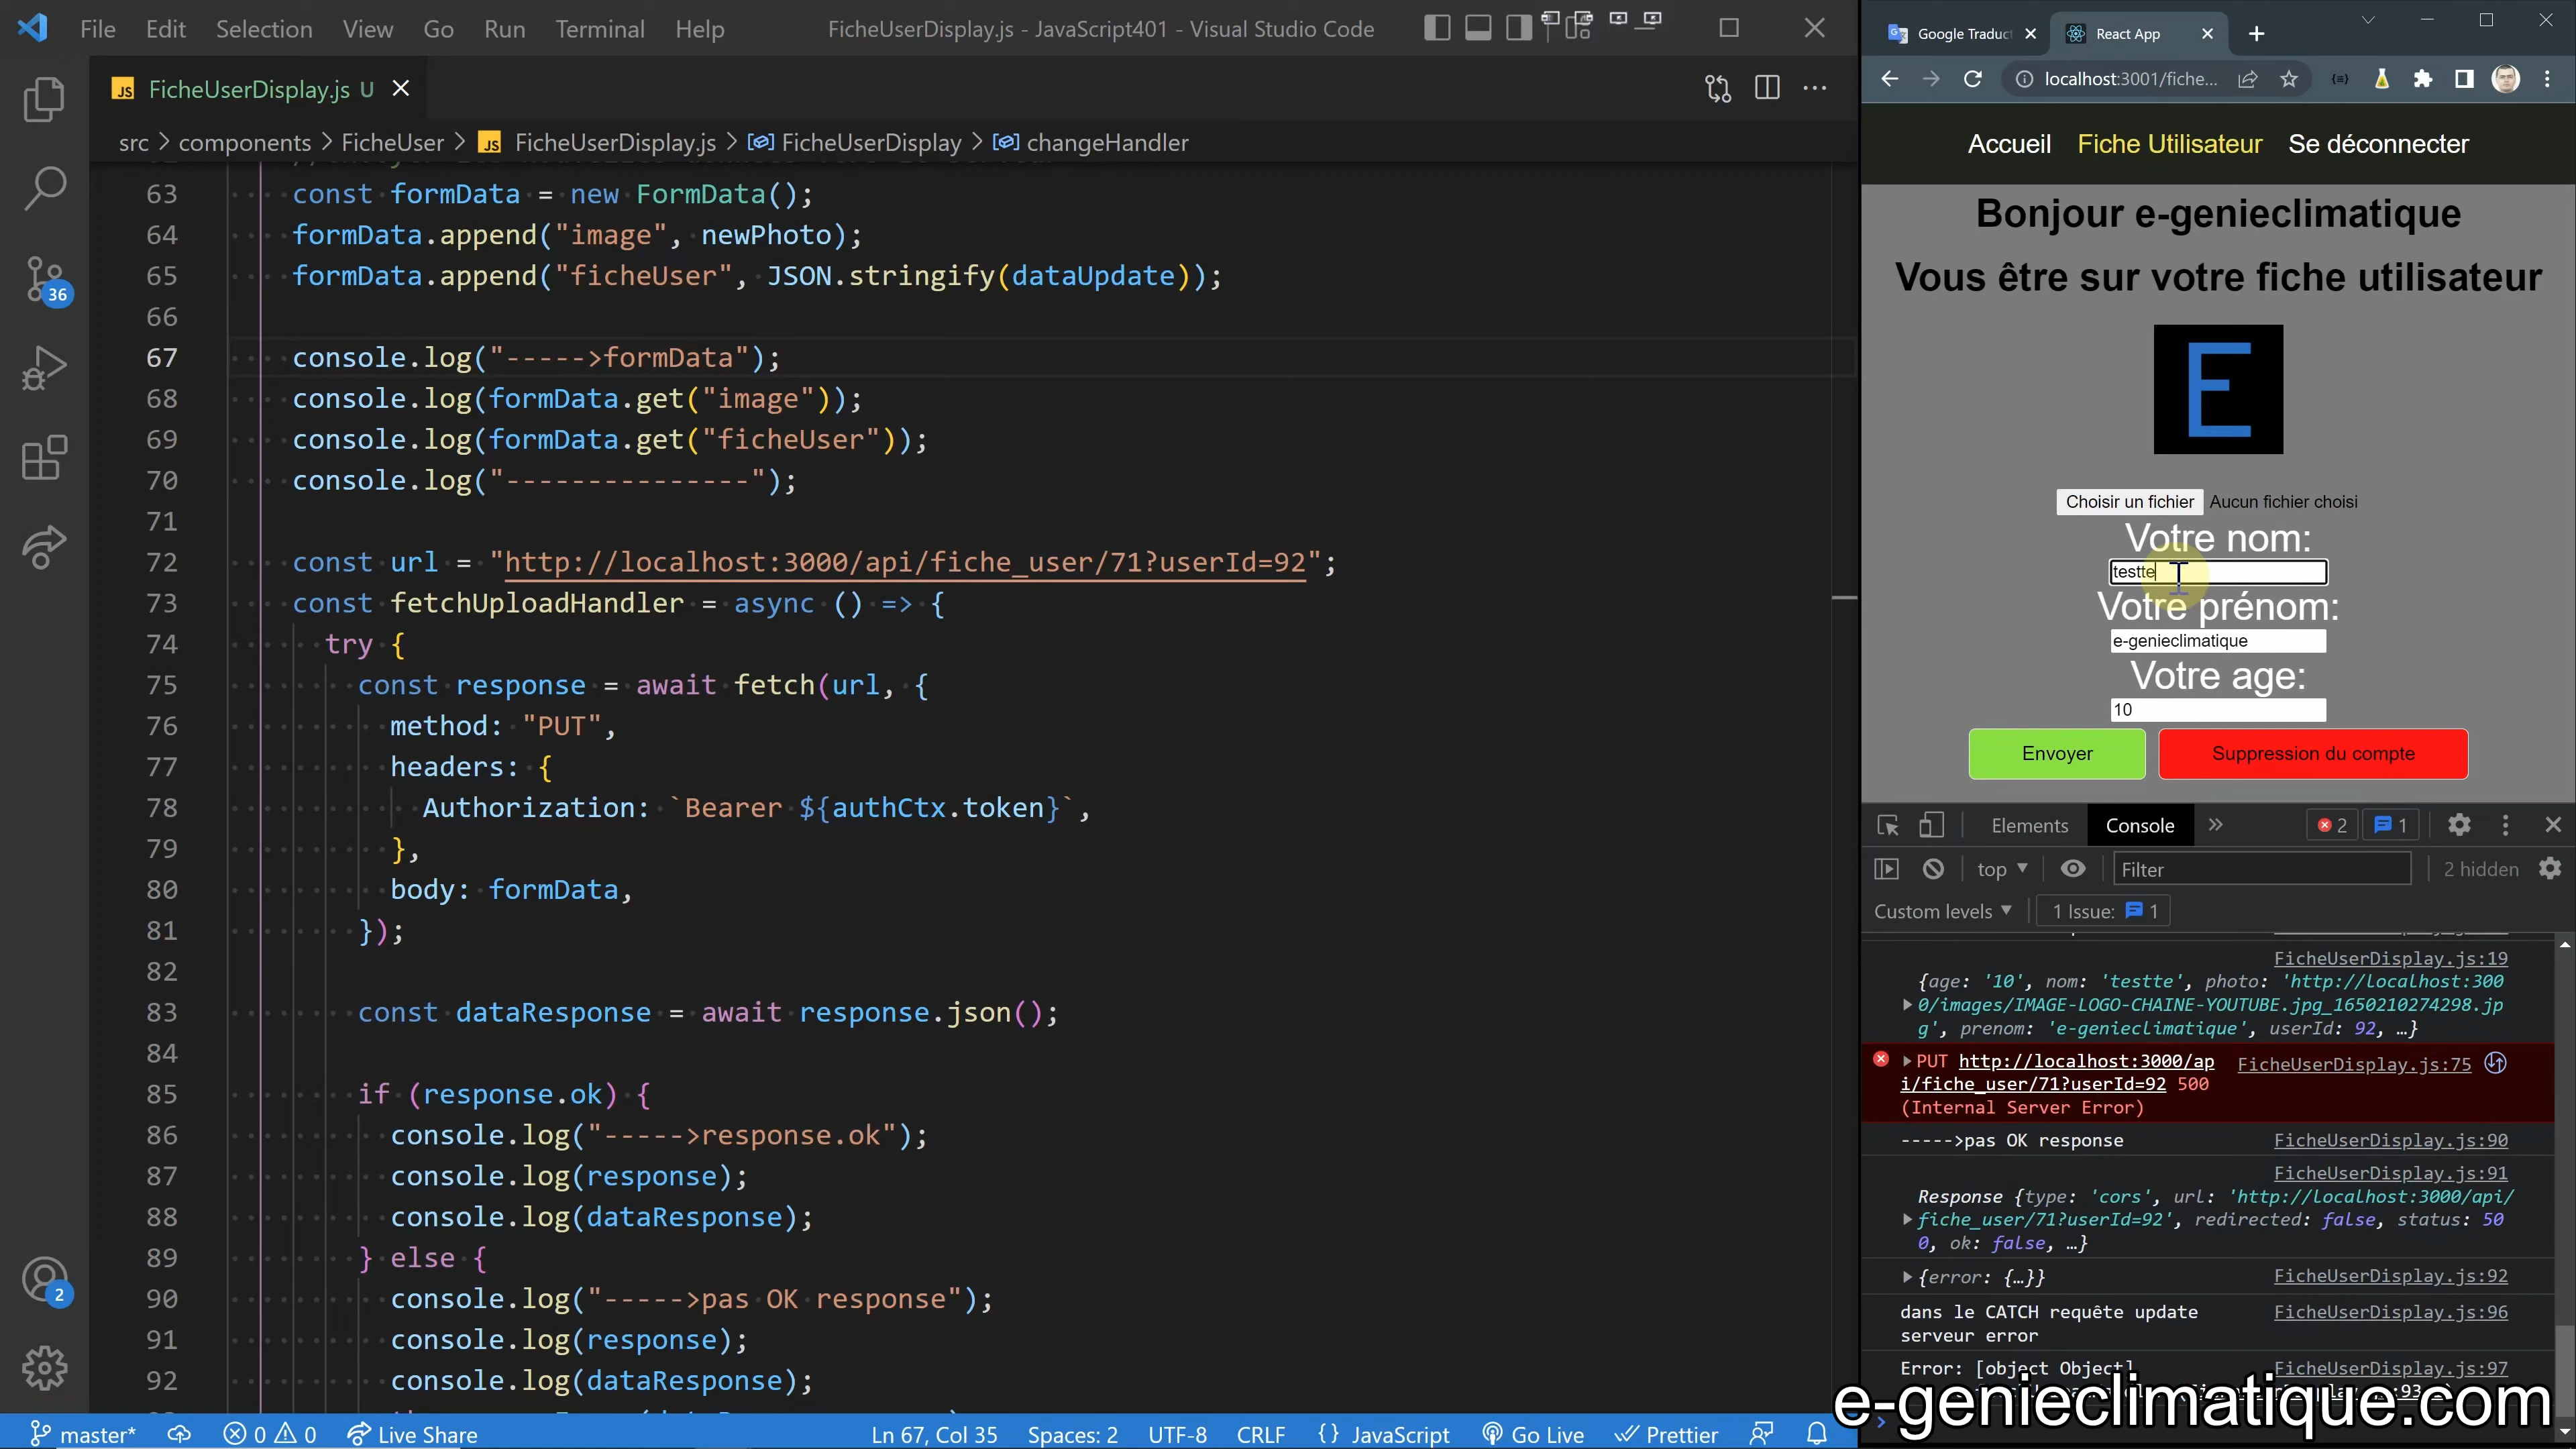 File Edit Selection View Go Run Terminal Help
FicheUserDisplay.js - JavaScript401 - Visual Studio Code
JS FicheUserDisplay.js U
src > components > FicheUser > JS FicheUserDisplay.js > FicheUserDisplay > changeHandler
63 const formData = new FormData();
64 formData.append("image", newPhoto);
65 formData.append("ficheUser", JSON.stringify(dataUpdate));
66
67 console.log("----->formData");
68 console.log(formData.get("image"));
69 console.log(formData.get("ficheUser"));
70 console.log("---------------");
71
72 const url = "http://localhost:3000/api/fiche_user/71?userId=92";
73 const fetchUploadHandler = async () => {
74 try {
75 const response = await fetch(url, {
76 method: "PUT",
77 headers: {
78 Authorization: `Bearer ${authCtx.token}`,
79 },
80 body: formData,
81 });
82
83 const dataResponse = await response.json();
84
85 if (response.ok) {
86 console.log("----->response.ok");
87 console.log(response);
88 console.log(dataResponse);
89 } else {
90 console.log("----->pas OK response");
91 console.log(response);
92 console.log(dataResponse);
36
2
master* 0 0 Live Share
Ln 67, Col 35 Spaces: 2 UTF-8 CRLF {} JavaScript Go Live Prettier
Google Traduct
React App
localhost:3001/fiche...
Accueil Fiche Utilisateur Se déconnecter
Bonjour e-genieclimatique
Vous être sur votre fiche utilisateur
E
Choisir un fichier Aucun fichier choisi
Votre nom:
testte
Votre prénom:
e-genieclimatique
Votre age:
10
Envoyer Suppression du compte
Elements Console 2 1
top Filter 2 hidden
Custom levels 1 Issue: 1
FicheUserDisplay.js:19
{age: '10', nom: 'testte', photo: 'http://localhost:300
0/images/IMAGE-LOGO-CHAINE-YOUTUBE.jpg_1650210274298.jp
g', prenom: 'e-genieclimatique', userId: 92, …}
PUT http://localhost:3000/ap FicheUserDisplay.js:75
i/fiche_user/71?userId=92 500
(Internal Server Error)
----->pas OK response FicheUserDisplay.js:90
FicheUserDisplay.js:91
Response {type: 'cors', url: 'http://localhost:3000/api/
fiche_user/71?userId=92', redirected: false, status: 50
0, ok: false, …}
{error: {…}} FicheUserDisplay.js:92
dans le CATCH requête update FicheUserDisplay.js:96
serveur error
Error: [object Object] FicheUserDisplay.js:97
e-genieclimatique.com